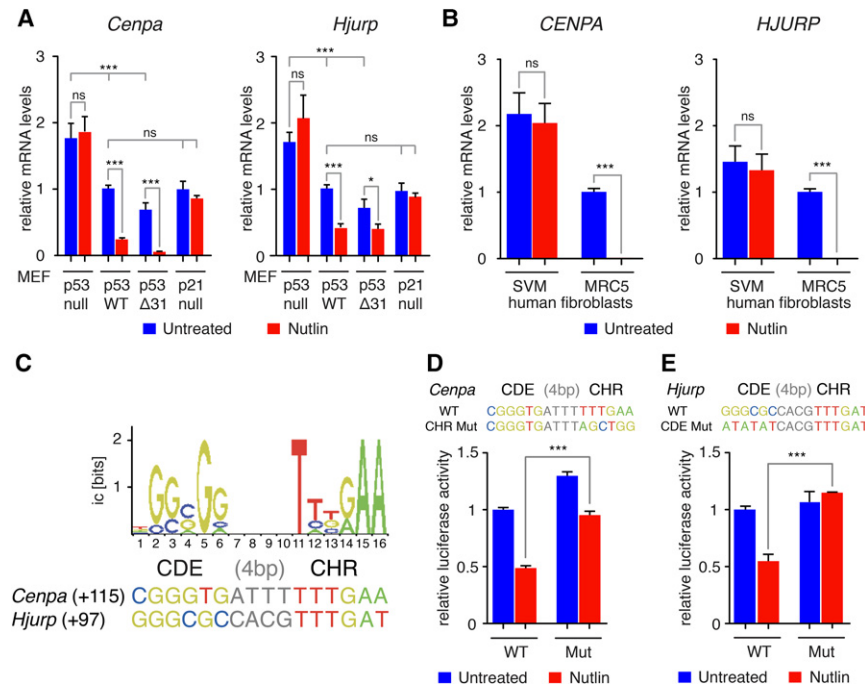 A
Cenpa
Hjurp
relative mRNA levels
3
2
1
0
ns
***
***
***
ns
relative mRNA levels
3
2
1
0
ns
***
***
*
ns
MEF
p53 null
p53 WT
p53 Δ31
p21 null
MEF
p53 null
p53 WT
p53 Δ31
p21 null
Untreated
Nutlin
B
CENPA
HJURP
relative mRNA levels
3
2
1
0
ns
***
SVM
MRC5
human fibroblasts
relative mRNA levels
3
2
1
0
ns
***
SVM
MRC5
human fibroblasts
Untreated
Nutlin
C
ic [bits]
2
1
1 2 3 4 5 6 7 8 9 10 11 12 13 14 15 16
CDE (4bp) CHR
Cenpa (+115) CGGGTGATTTTTTGAA
Hjurp (+97) GGGCGCCACGTTTGAT
D
Cenpa CDE (4bp) CHR
WT CGGGTGATTTTTTGAA
CHR Mut CGGGTGATTTAGCTGG
relative luciferase activity
1.5
1
0.5
0
***
WT
Mut
Untreated
Nutlin
E
Hjurp CDE (4bp) CHR
WT GGGCGCCACGTTTGAT
CDE Mut ATATATCACGTTTGAT
relative luciferase activity
1.5
1
0.5
0
***
WT
Mut
Untreated
Nutlin